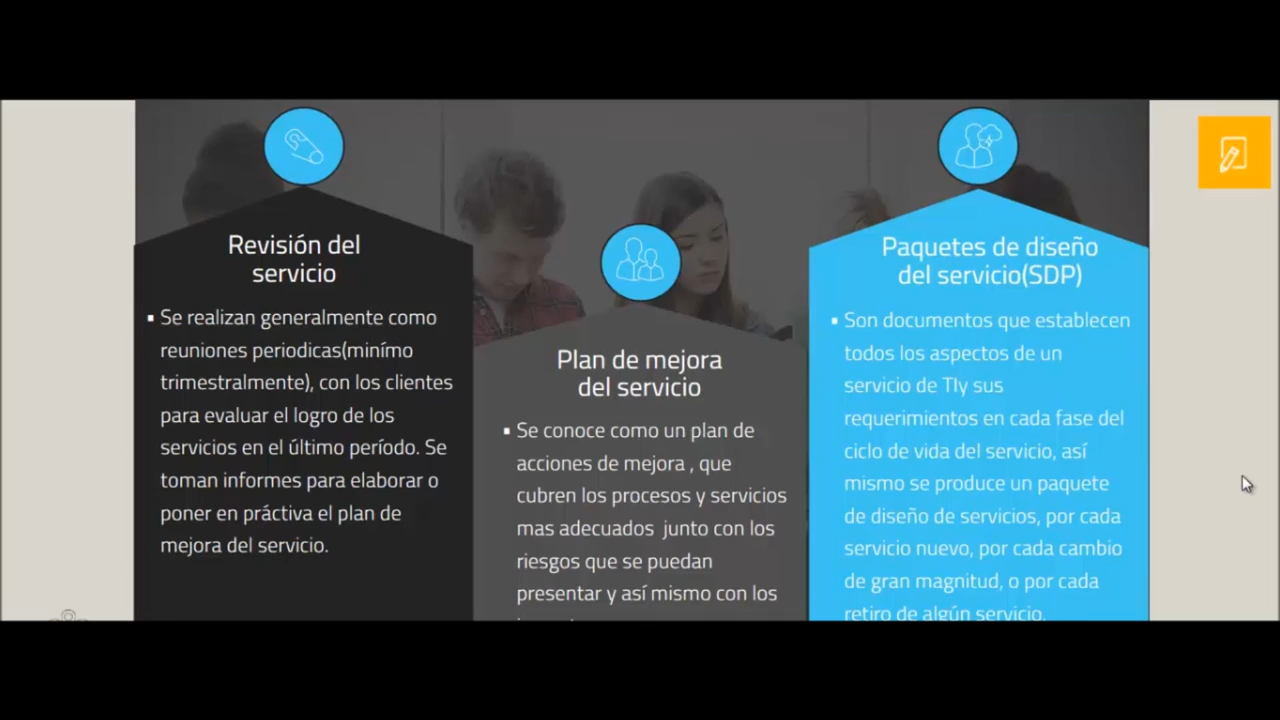 Revisión del
servicio
▪ Se realizan generalmente como
reuniones periodicas(minímo
trimestralmente), con los clientes
para evaluar el logro de los
servicios en el último período. Se
toman informes para elaborar o
poner en práctiva el plan de
mejora del servicio.
Plan de mejora
del servicio
▪ Se conoce como un plan de
acciones de mejora , que
cubren los procesos y servicios
mas adecuados  junto con los
riesgos que se puedan
presentar y así mismo con los
Paquetes de diseño
del servicio(SDP)
▪ Son documentos que establecen
todos los aspectos de un
servicio de TIy sus
requerimientos en cada fase del
ciclo de vida del servicio, así
mismo se produce un paquete
de diseño de servicios, por cada
servicio nuevo, por cada cambio
de gran magnitud, o por cada
retiro de algún servicio.